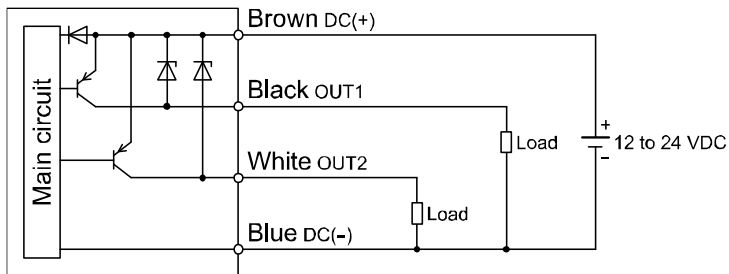 Main circuit
Brown DC(+)
Black OUT1
White OUT2
Blue DC(−)
Load
Load
+
−
12 to 24 VDC